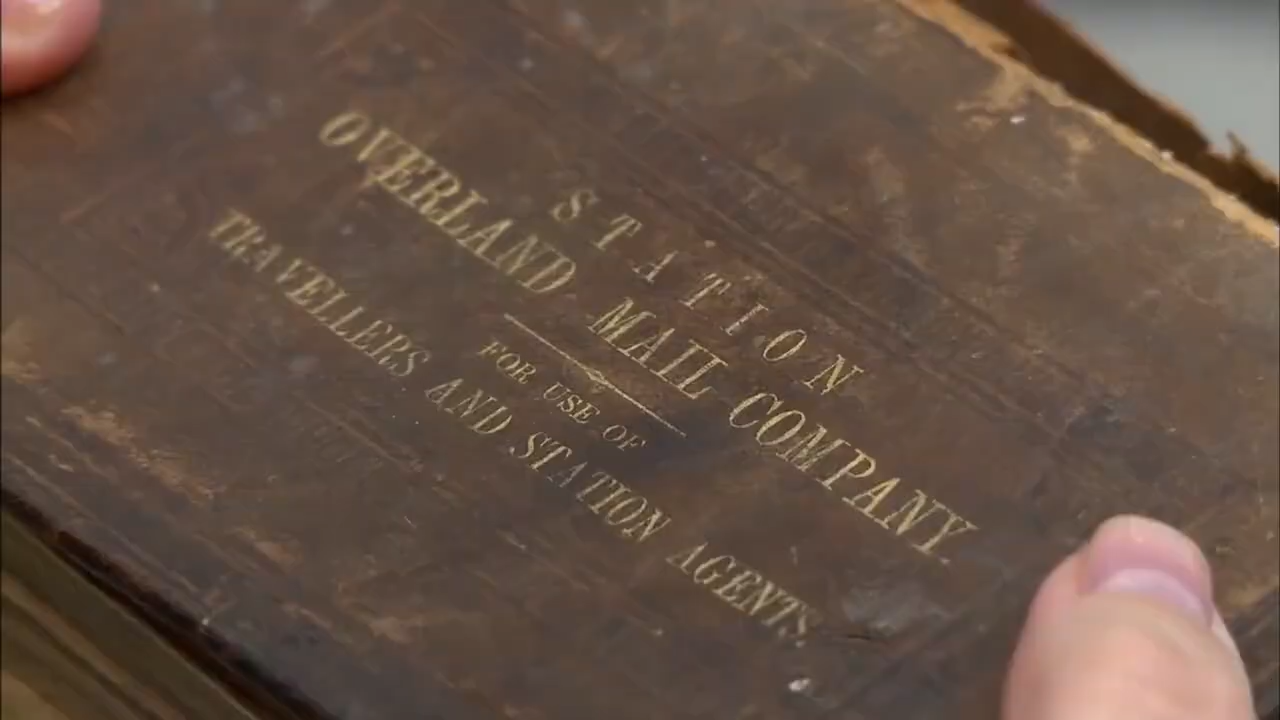 STATION
OVERLAND MAIL COMPANY
FOR USE OF
TRAVELLERS AND STATION AGENTS.